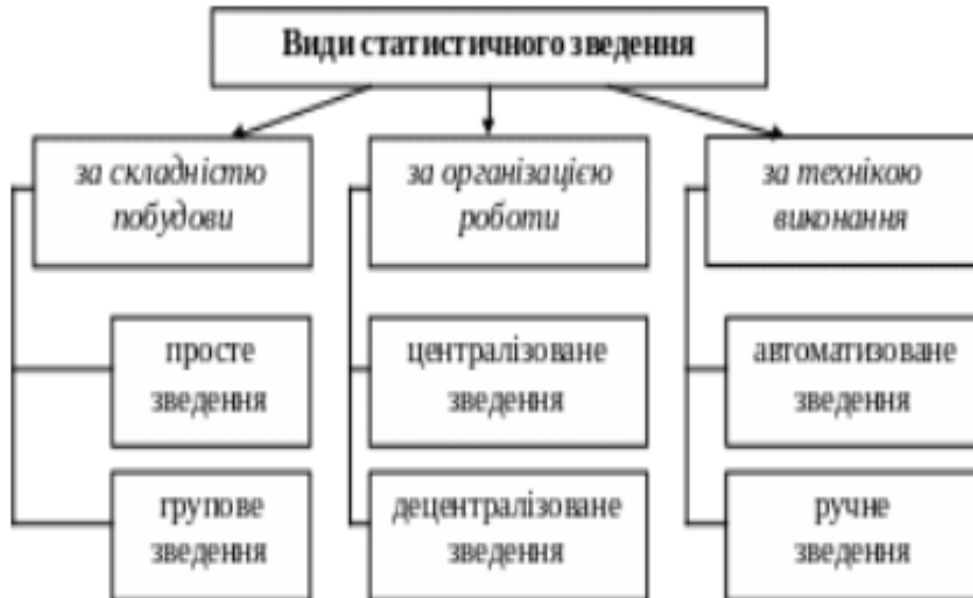 Види статистичного зведення
за складністю
побудови
за організацією
роботи
за технікою
виконання
просте
зведення
централізоване
зведення
автоматизоване
зведення
групове
зведення
децентралізоване
зведення
ручне
зведення